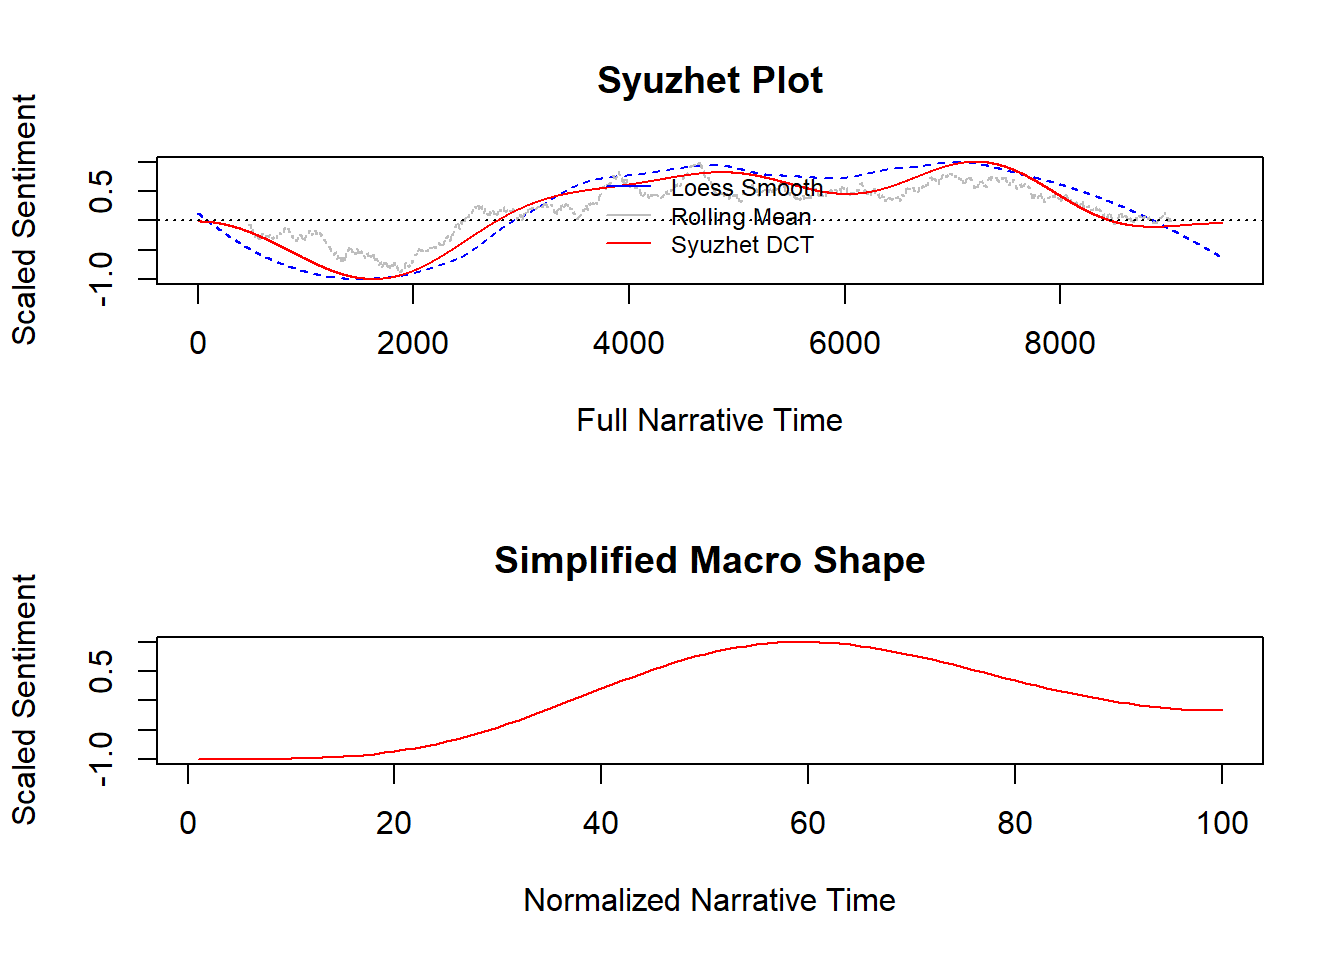 Syuzhet Plot
Scaled Sentiment
0.5
-1.0
Loess Smooth
Rolling Mean
Syuzhet DCT
0 2000 4000 6000 8000
Full Narrative Time
Simplified Macro Shape
Scaled Sentiment
0.5
-1.0
0 20 40 60 80 100
Normalized Narrative Time